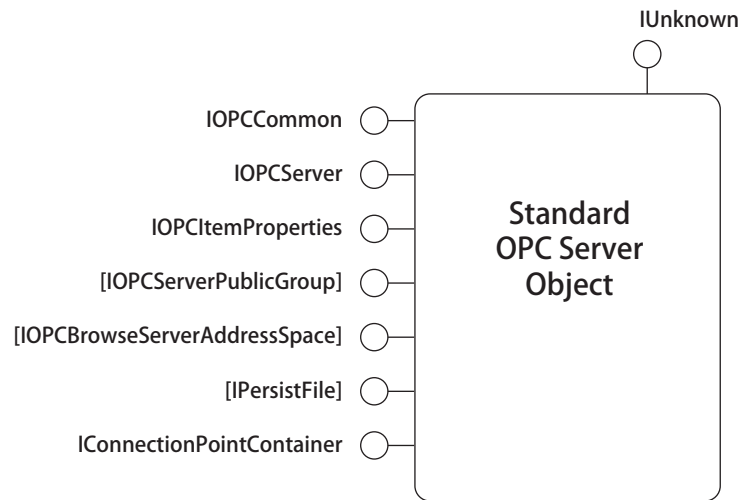 IUnknown
IOPCCommon
IOPCServer
IOPCItemProperties
[IOPCServerPublicGroup]
[IOPCBrowseServerAddressSpace]
[IPersistFile]
IConnectionPointContainer
Standard
OPC Server
Object